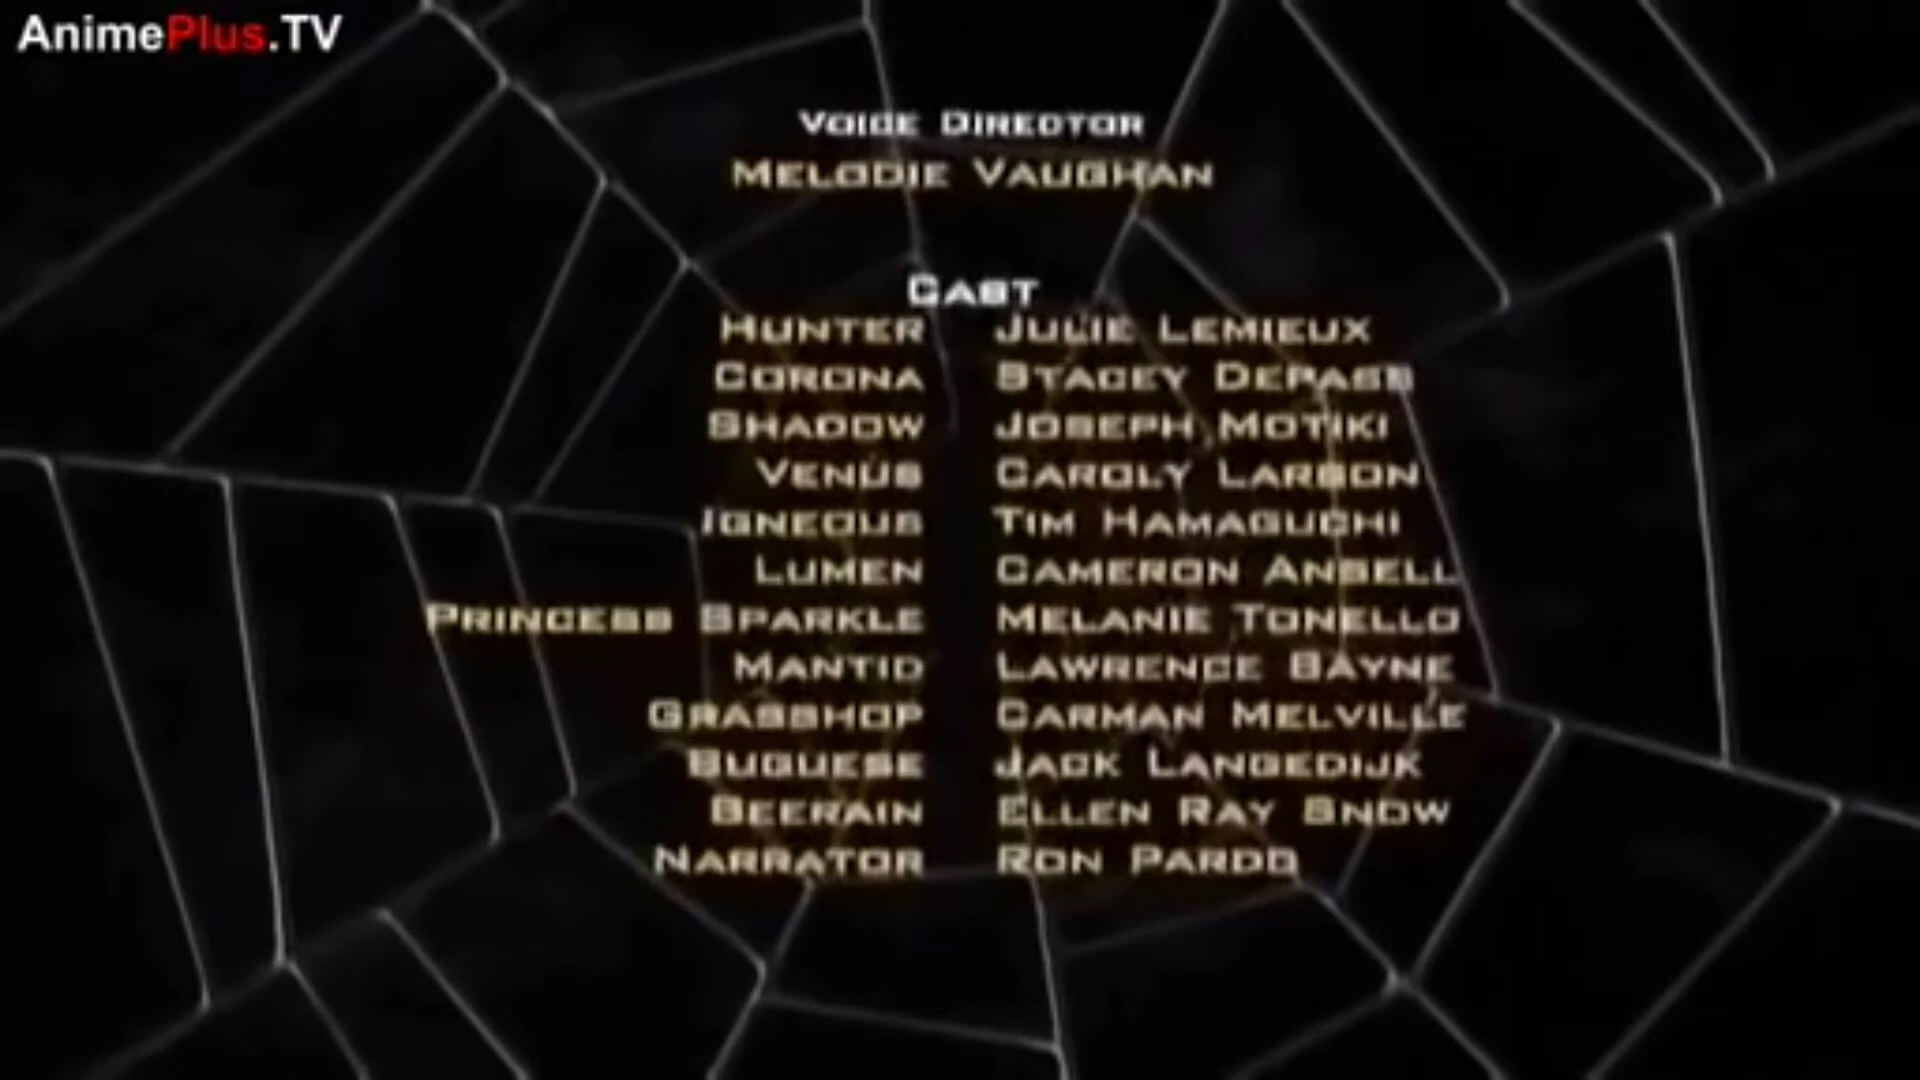 AnimePlus.TV
Voice Director
Melodie Vaughan
Cast
Hunter Julie Lemieux
Corona Stacey DePass
Shadow Joseph Motiki
Venus Caroly Larson
Igneous Tim Hamaguchi
Lumen Cameron Ansell
Princess Sparkle Melanie Tonello
Mantid Lawrence Bayne
Grasshop Carman Melville
Buguese Jack Langedijk
Beerain Ellen Ray Snow
Narrator Ron Pardo